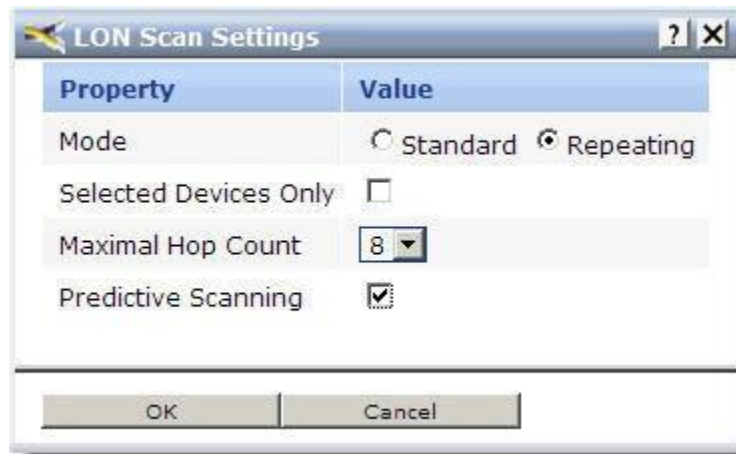 LON Scan Settings ? X
Property Value
Mode Standard Repeating
Selected Devices Only
Maximal Hop Count 8
Predictive Scanning
OK Cancel